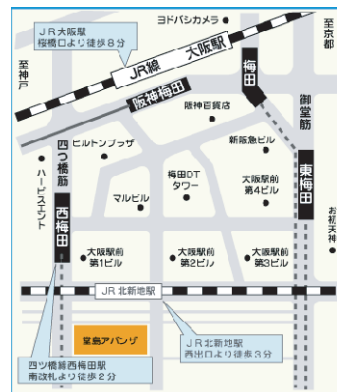 ヨドバシカメラ
至京都
JR大阪駅
桜橋口より徒歩8分
JR線 大阪駅
梅田
至神戸
阪神梅田
阪神百貨店
御堂筋
四つ橋筋
ヒルトンプラザ
新阪急ビル
ハービスエント
梅田DT
タワー
大阪駅前
第4ビル
東梅田
マルビル
西梅田
お初天神
大阪駅前
第1ビル
大阪駅前
第2ビル
大阪駅前
第3ビル
JR北新地駅
堂島アバンザ
JR北新地駅
西出口より徒歩3分
四ツ橋線西梅田駅
南改札より徒歩2分